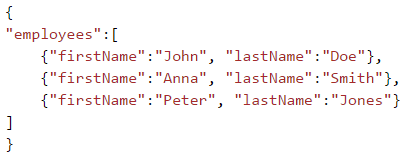 {
"employees":[
    {"firstName":"John", "lastName":"Doe"},
    {"firstName":"Anna", "lastName":"Smith"},
    {"firstName":"Peter", "lastName":"Jones"}
]
}